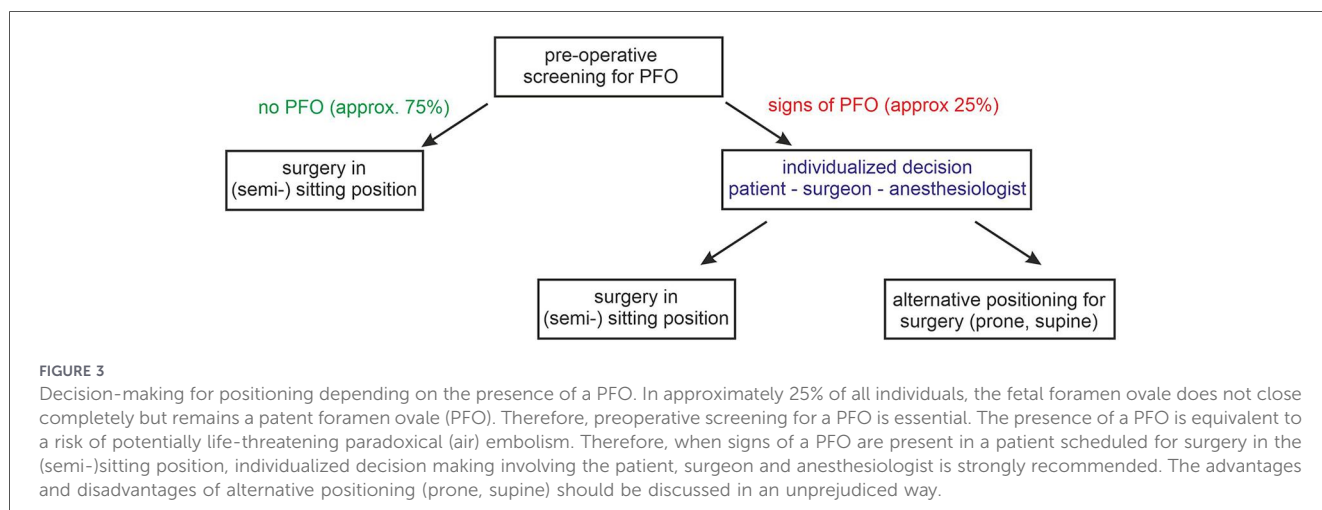 pre-operative
screening for PFO
no PFO (approx. 75%)
signs of PFO (approx 25%)
surgery in
(semi-) sitting position
individualized decision
patient - surgeon - anesthesiologist
surgery in
(semi-) sitting position
alternative positioning for
surgery (prone, supine)
FIGURE 3
Decision-making for positioning depending on the presence of a PFO. In approximately 25% of all individuals, the fetal foramen ovale does not close
completely but remains a patent foramen ovale (PFO). Therefore, preoperative screening for a PFO is essential. The presence of a PFO is equivalent to
a risk of potentially life-threatening paradoxical (air) embolism. Therefore, when signs of a PFO are present in a patient scheduled for surgery in the
(semi-)sitting position, individualized decision making involving the patient, surgeon and anesthesiologist is strongly recommended. The advantages
and disadvantages of alternative positioning (prone, supine) should be discussed in an unprejudiced way.